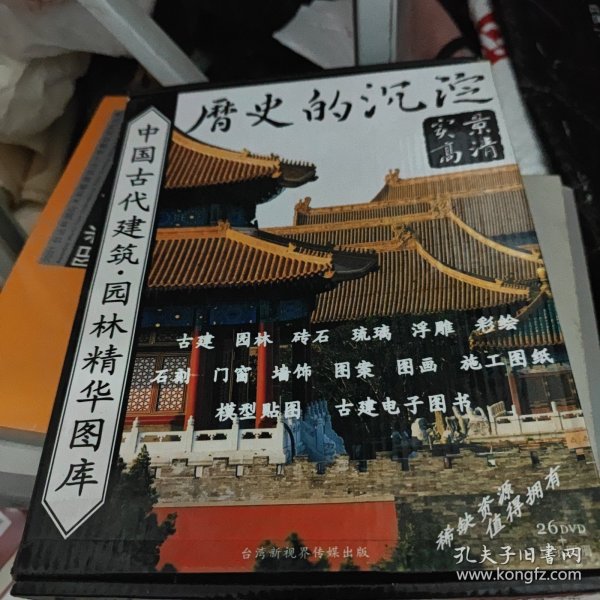 曆史的沉淀
实景
高清
中国古代建筑·园林精华图库
古建 园林 砖石 琉璃 浮雕 彩绘
石刻 门窗 墙饰 图案 图画 施工图纸
模型贴图 古建电子图书
稀缺资源
值得拥有
26DVD
台湾新视界传媒出版
孔夫子旧书网
www.kongfz.com